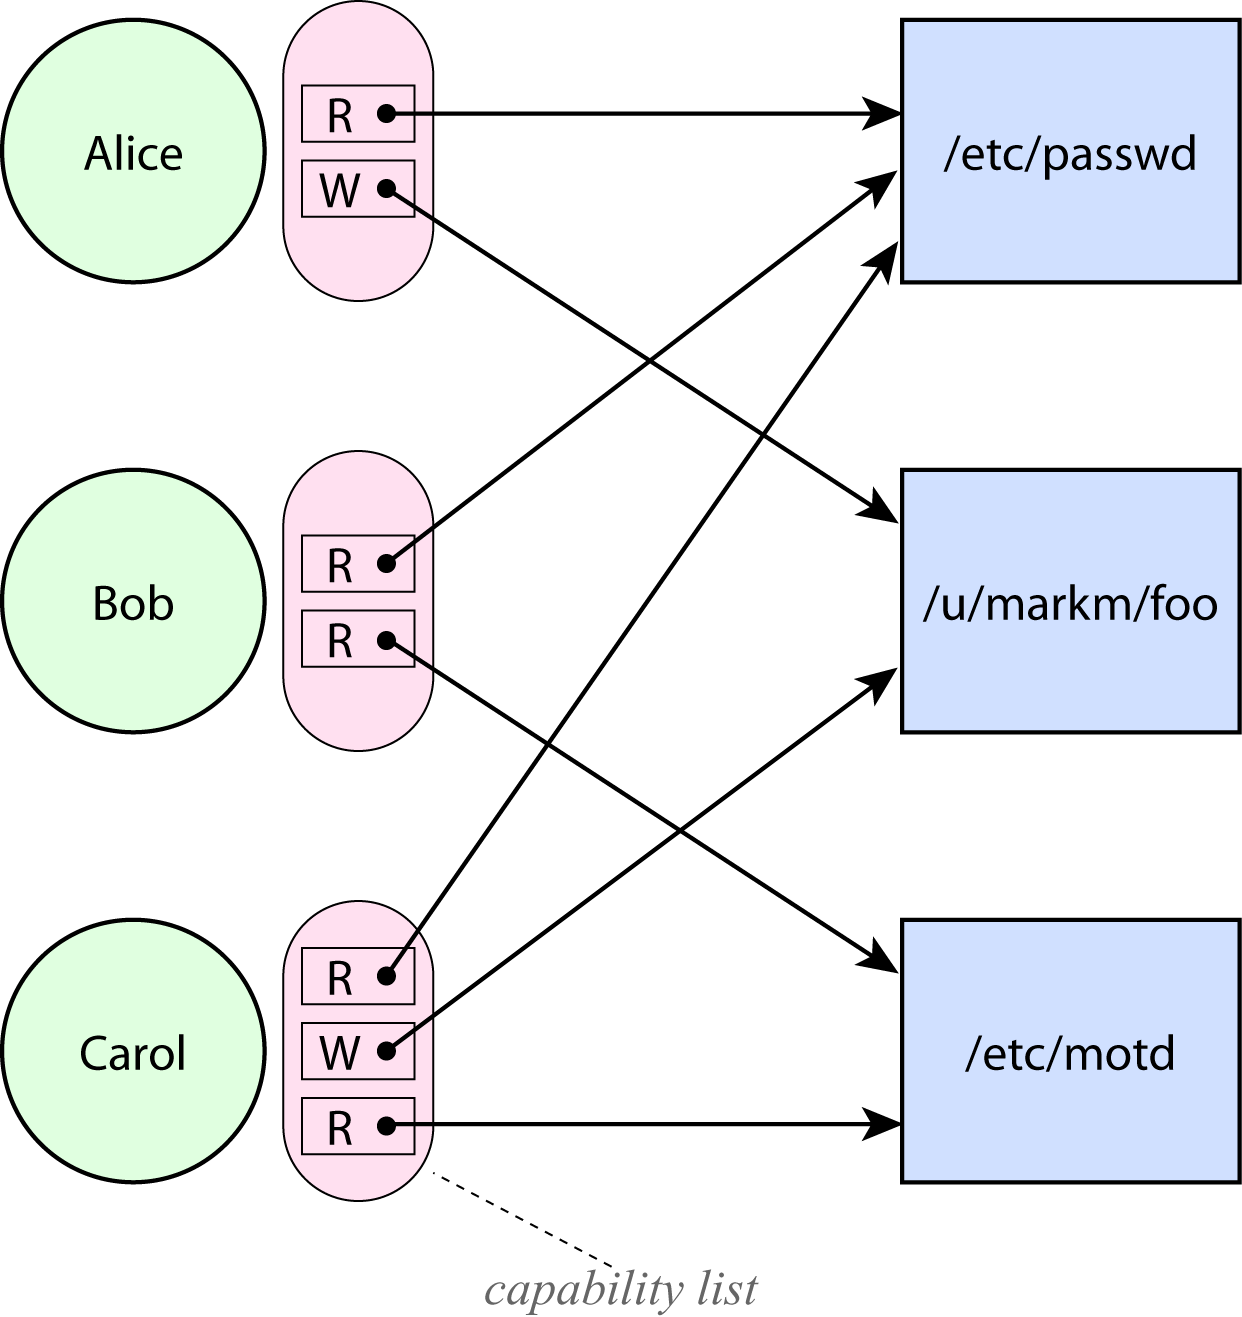 Alice
R
W
/etc/passwd
Bob
R
R
/u/markm/foo
Carol
R
W
R
/etc/motd
capability list